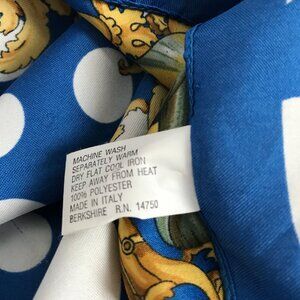 MACHINE WASH
SEPARATELY WARM
DRY FLAT COOL IRON
KEEP AWAY FROM HEAT
100% POLYESTER
MADE IN ITALY
BERKSHIRE R.N. 14750